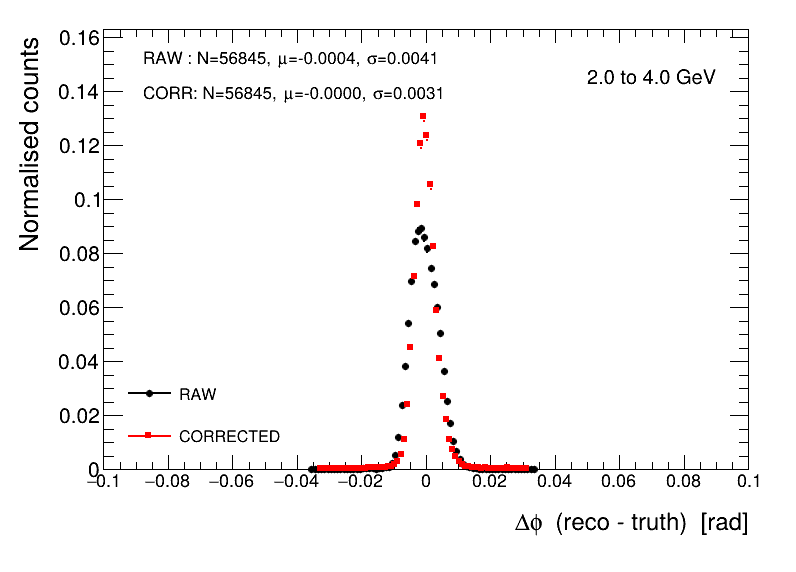 Normalised counts
0.16
0.14
0.12
0.1
0.08
0.06
0.04
0.02
0
RAW : N=56845, μ=-0.0004, σ=0.0041
CORR: N=56845, μ=-0.0000, σ=0.0031
2.0 to 4.0 GeV
RAW
CORRECTED
−0.1 −0.08 −0.06 −0.04 −0.02 0 0.02 0.04 0.06 0.08 0.1
Δϕ (reco - truth) [rad]